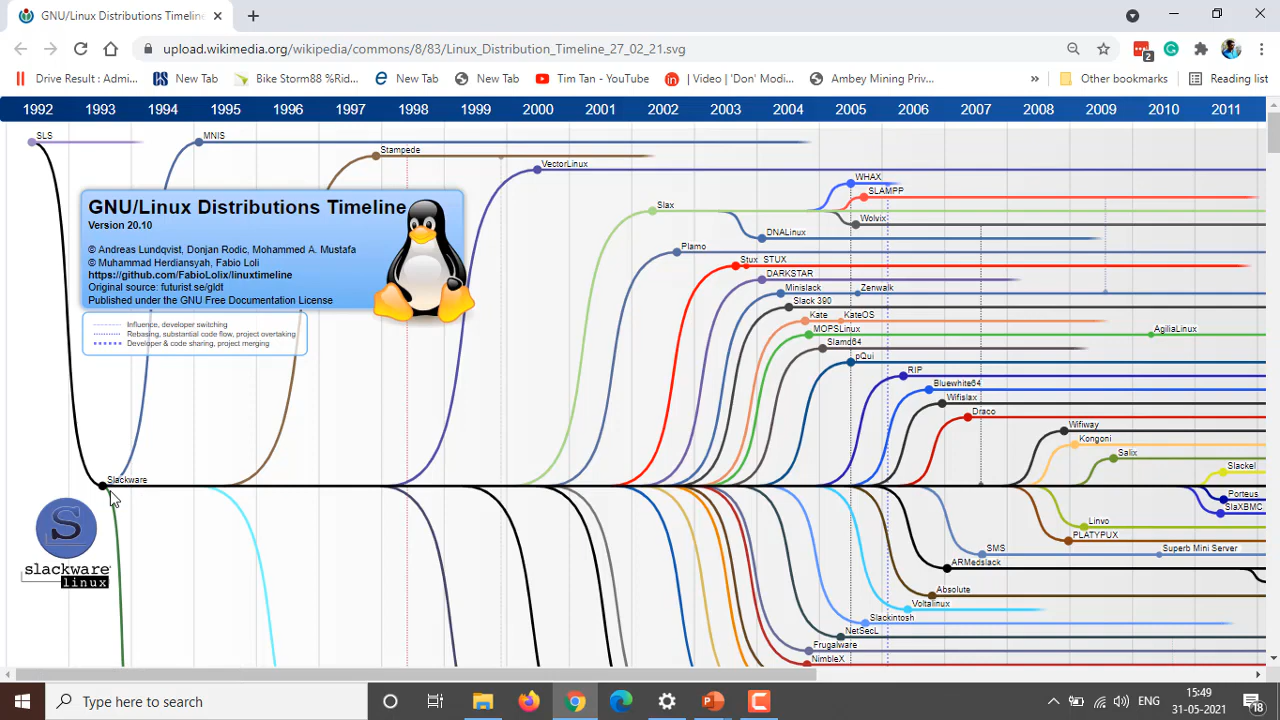 GNU/Linux Distributions Timeline
upload.wikimedia.org/wikipedia/commons/8/83/Linux_Distribution_Timeline_27_02_21.svg
2
Drive Result : Admi...
New Tab
Bike Storm88 %Rid...
New Tab
New Tab
Tim Tan - YouTube
| Video | 'Don' Modi...
Ambey Mining Priv...
»
Other bookmarks
Reading list
1992 1993 1994 1995 1996 1997 1998 1999 2000 2001 2002 2003 2004 2005 2006 2007 2008 2009 2010 2011
SLS
MNIS
Stampede
VectorLinux
WHAX
SLAMPP
Slax
Wolvix
DNALinux
Plamo
Stux STUX
DARKSTAR
Minislack
Zenwalk
Slack 390
Kate
KateOS
MOPSLinux
AgiliaLinux
Slamd64
pQui
RIP
Bluewhite64
Wifislax
Draco
Wifiway
Kongoni
Salix
Slackel
Porteus
SlaXBMC
Linvo
PLATYPUX
SMS
Superb Mini Server
ARMedslack
Absolute
Voltalinux
Slackintosh
NetSecL
Frugalware
NimbleX
GNU/Linux Distributions Timeline
Version 20.10
© Andreas Lundqvist, Donjan Rodic, Mohammed A. Mustafa
© Muhammad Herdiansyah, Fabio Loli
https://github.com/FabioLolix/linuxtimeline
Original source: futurist.se/gldt
Published under the GNU Free Documentation License
Influence, developer switching
Rebasing, substantial code flow, project overtaking
Developer & code sharing, project merging
Slackware
S
slackware
linux
Type here to search
ENG
15:49
31-05-2021
18